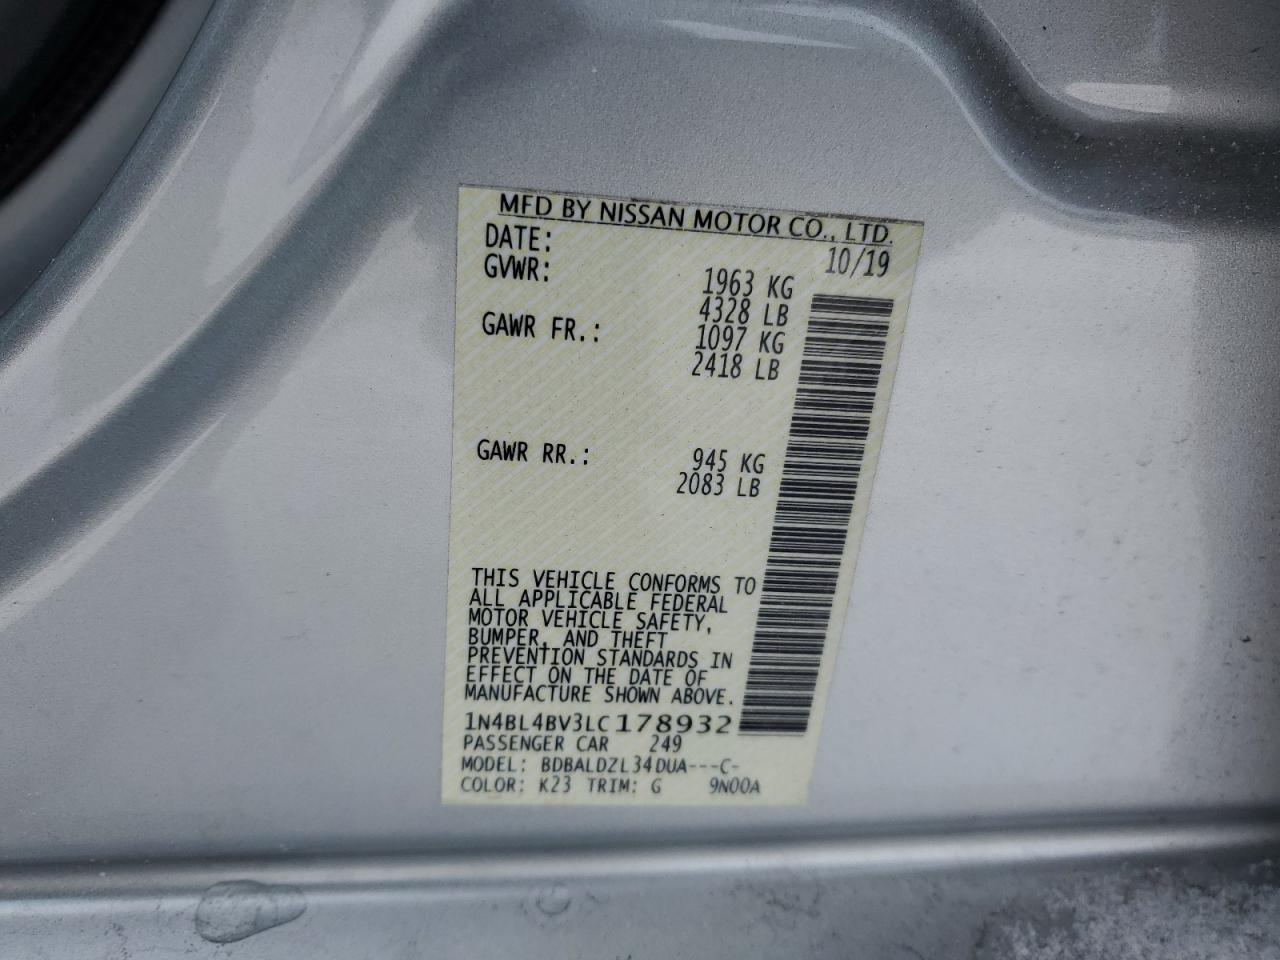 MFD BY NISSAN MOTOR CO., LTD.
DATE: 10/19
GVWR: 1963 KG
4328 LB
GAWR FR.: 1097 KG
2418 LB
GAWR RR.: 945 KG
2083 LB
THIS VEHICLE CONFORMS TO
ALL APPLICABLE FEDERAL
MOTOR VEHICLE SAFETY,
BUMPER, AND THEFT
PREVENTION STANDARDS IN
EFFECT ON THE DATE OF
MANUFACTURE SHOWN ABOVE.
1N4BL4BV3LC178932
PASSENGER CAR 249
MODEL: BDBALDZL34DUA---C-
COLOR: K23 TRIM: G 9N00A